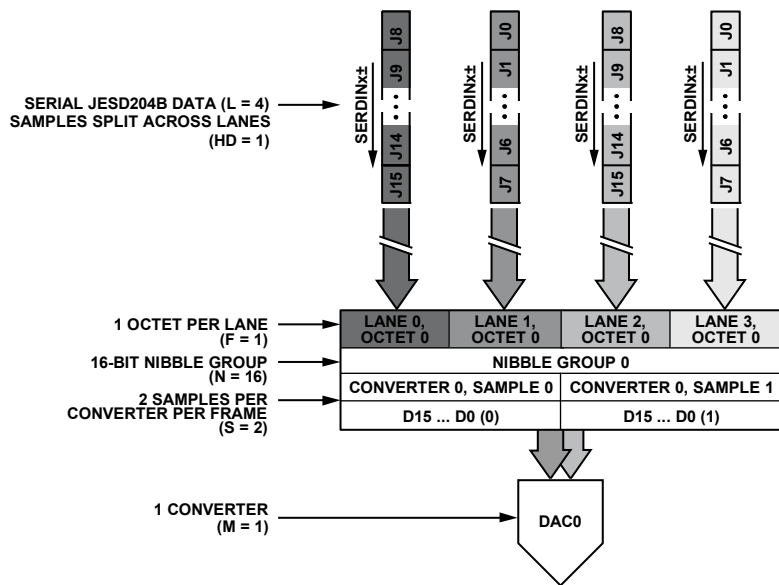 J8
J9
J14
J15
SERDINx±
J0
J1
J6
J7
SERDINx±
J8
J9
J14
J15
SERDINx±
J0
J1
J6
J7
SERDINx±
SERIAL JESD204B DATA (L = 4)
SAMPLES SPLIT ACROSS LANES
(HD = 1)
1 OCTET PER LANE
(F = 1)
LANE 0,
OCTET 0
LANE 1,
OCTET 0
LANE 2,
OCTET 0
LANE 3,
OCTET 0
16-BIT NIBBLE GROUP
(N = 16)
NIBBLE GROUP 0
2 SAMPLES PER
CONVERTER PER FRAME
(S = 2)
CONVERTER 0, SAMPLE 0
CONVERTER 0, SAMPLE 1
D15 ... D0 (0)
D15 ... D0 (1)
1 CONVERTER
(M = 1)
DAC0